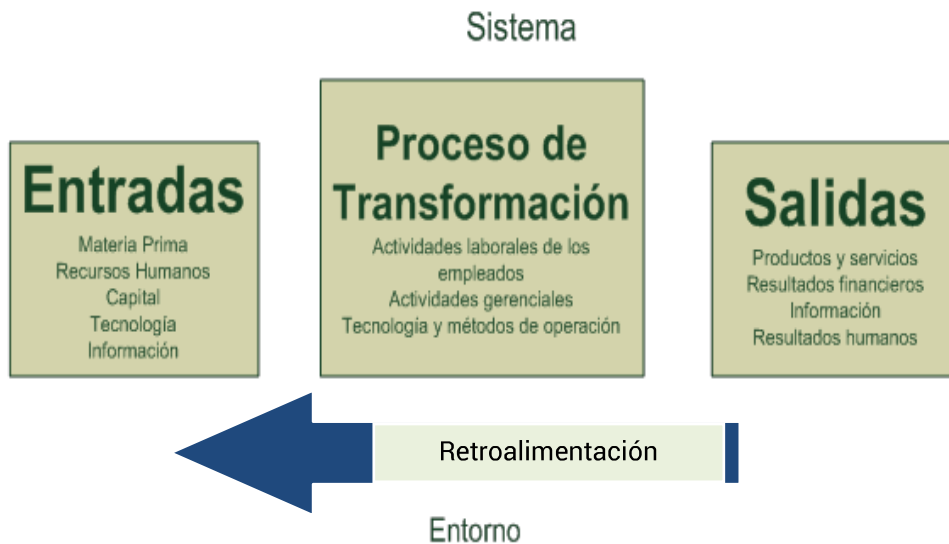 Sistema
Entradas
Materia Prima
Recursos Humanos
Capital
Tecnología
Información
Proceso de
Transformación
Actividades laborales de los
empleados
Actividades gerenciales
Tecnología y métodos de operación
Salidas
Productos y servicios
Resultados financieros
Información
Resultados humanos
Retroalimentación
Entorno